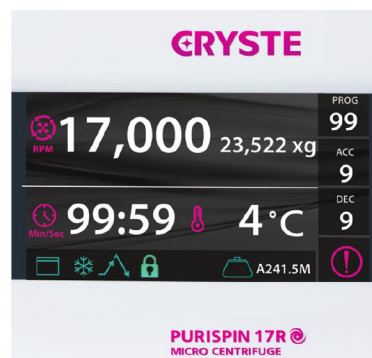 CRYSTE
PROG
99
17,000
23,522 xg
RPM
ACC
9
DEC
9
99:59
4°C
Min/Sec
A241.5M
PURISPIN 17R
MICRO CENTRIFUGE